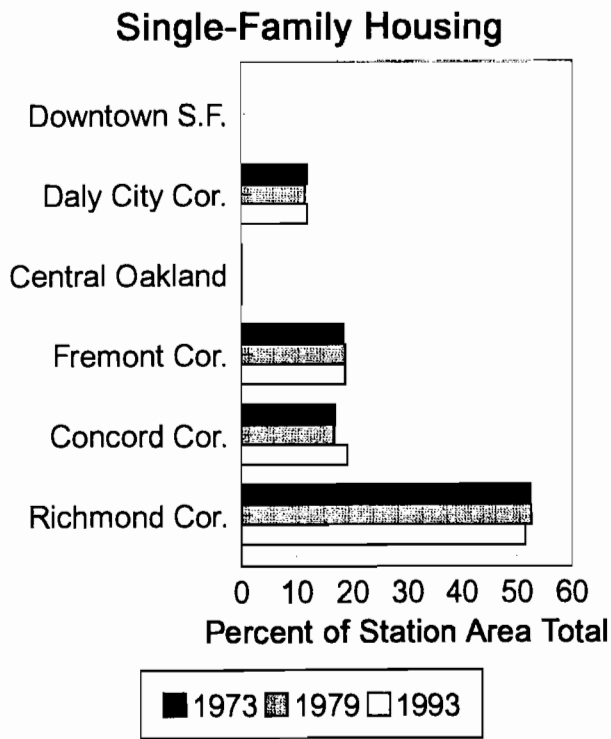 Single-Family Housing
Downtown S.F.
Daly City Cor.
Central Oakland
Fremont Cor.
Concord Cor.
Richmond Cor.
0 10 20 30 40 50 60
Percent of Station Area Total
1973 1979 1993